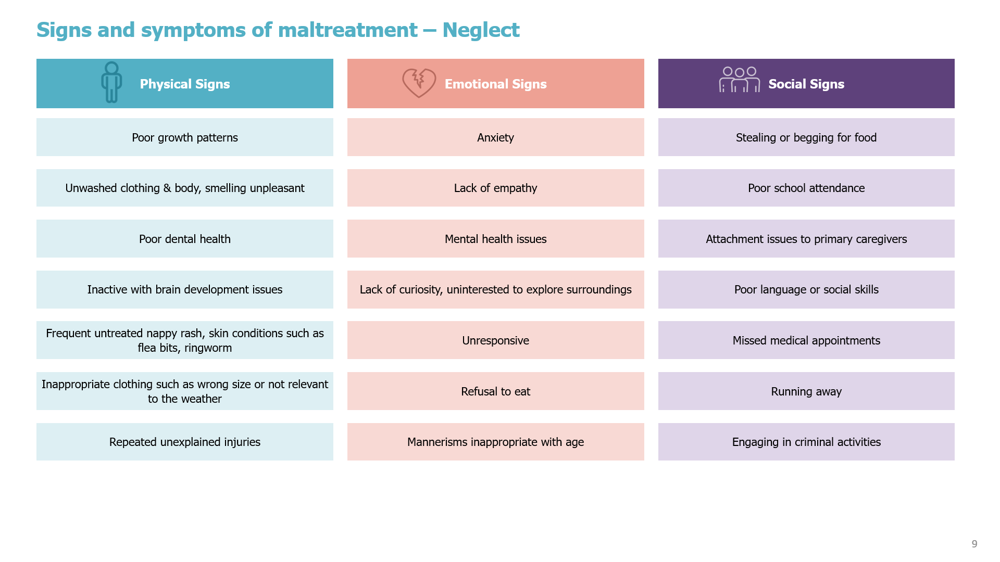 Signs and symptoms of maltreatment – Neglect
Physical Signs
Poor growth patterns
Unwashed clothing & body, smelling unpleasant
Poor dental health
Inactive with brain development issues
Frequent untreated nappy rash, skin conditions such as
flea bits, ringworm
Inappropriate clothing such as wrong size or not relevant
to the weather
Repeated unexplained injuries
Emotional Signs
Anxiety
Lack of empathy
Mental health issues
Lack of curiosity, uninterested to explore surroundings
Unresponsive
Refusal to eat
Mannerisms inappropriate with age
Social Signs
Stealing or begging for food
Poor school attendance
Attachment issues to primary caregivers
Poor language or social skills
Missed medical appointments
Running away
Engaging in criminal activities
9